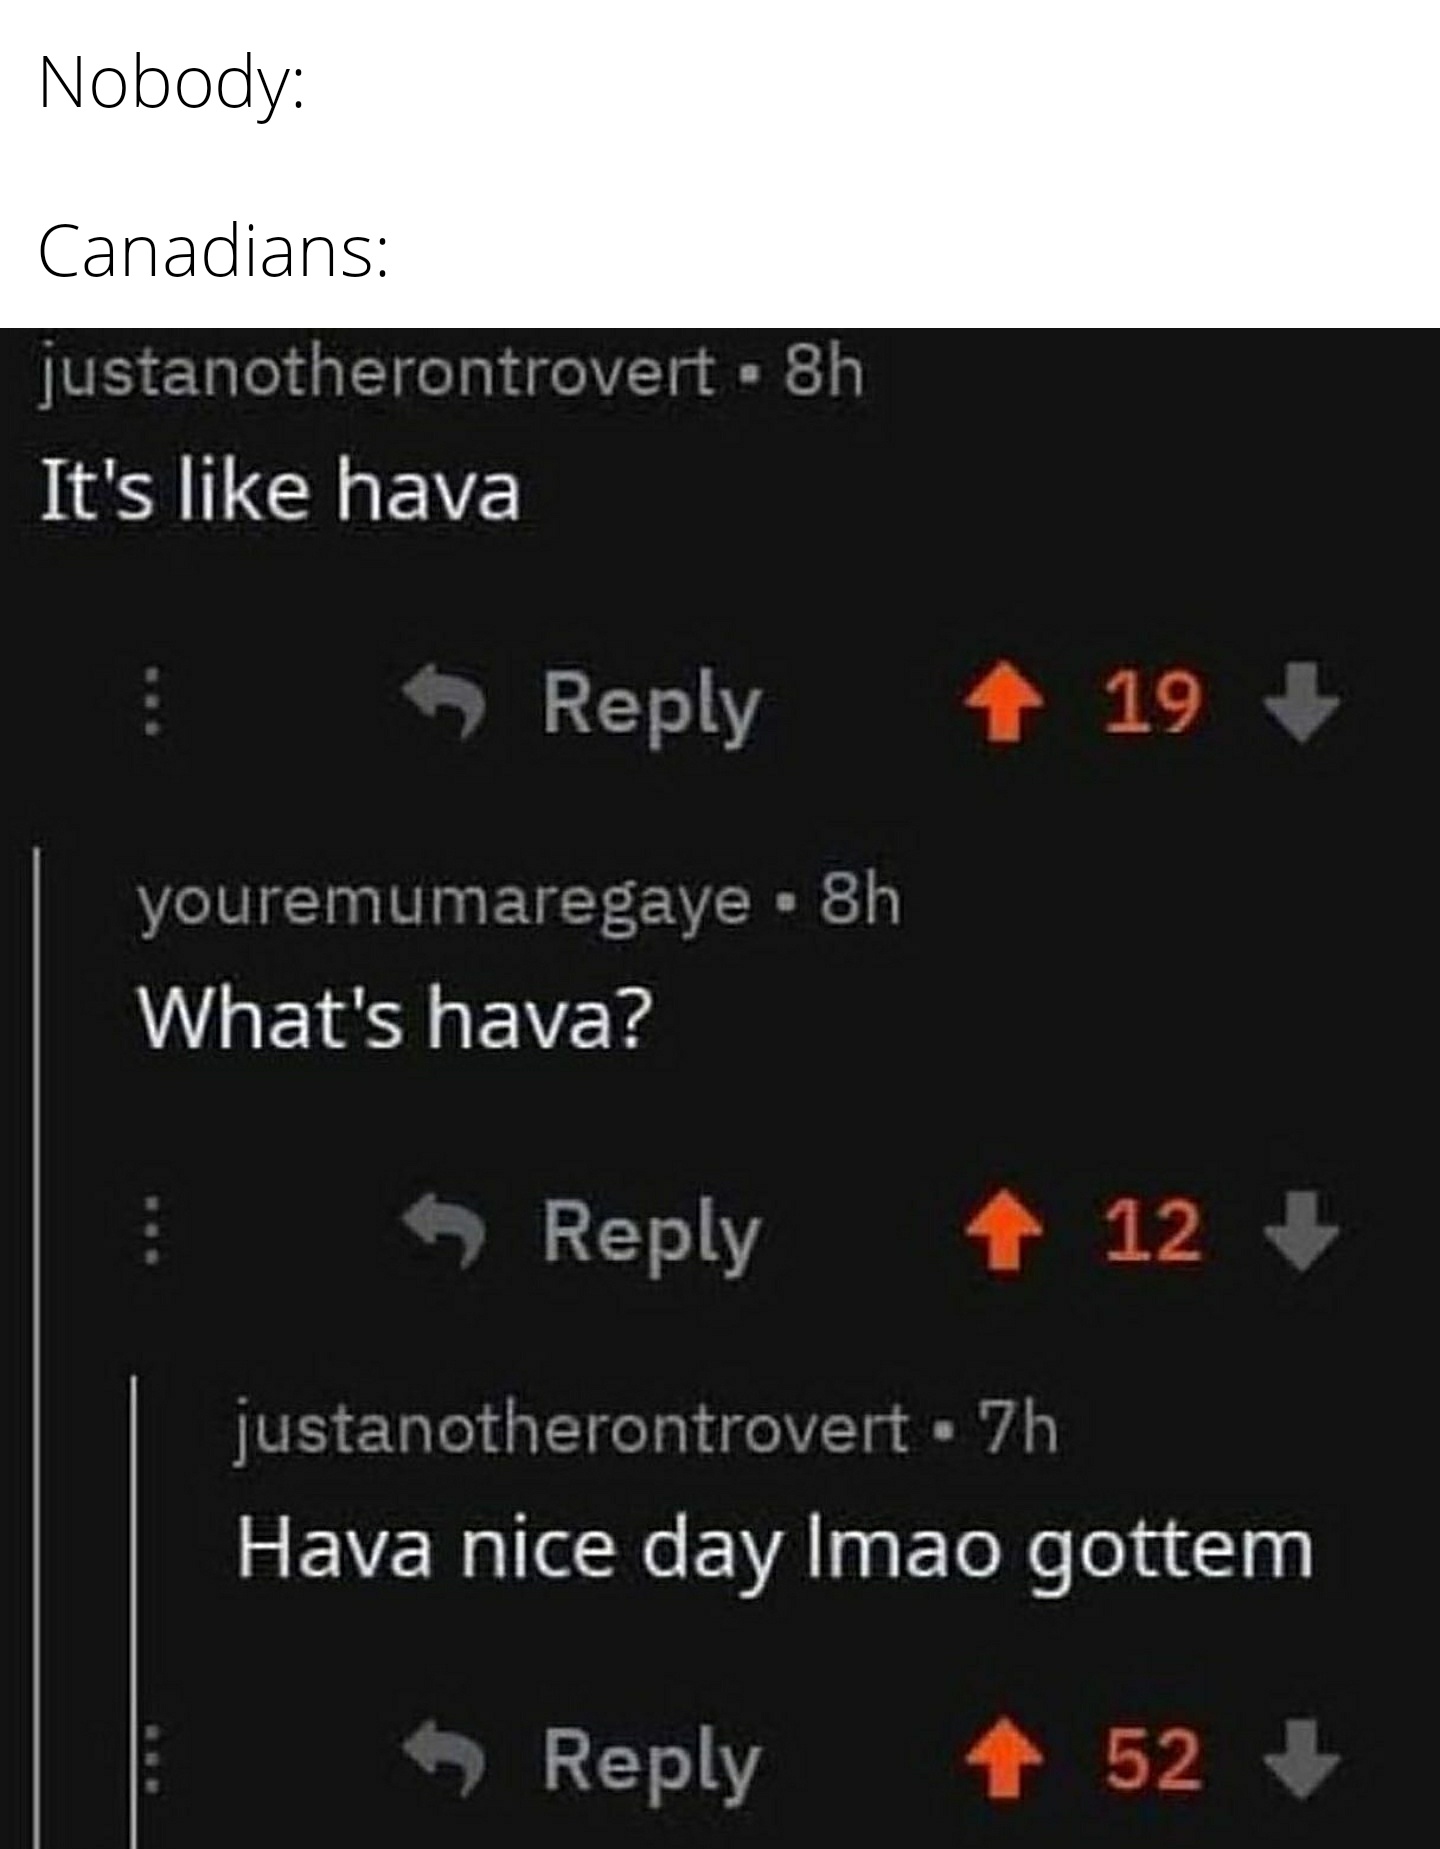 Nobody:
Canadians:
justanotherontrovert • 8h
It's like hava
Reply 19
youremumaregaye • 8h
What's hava?
Reply 12
justanotherontrovert • 7h
Hava nice day lmao gottem
Reply 52